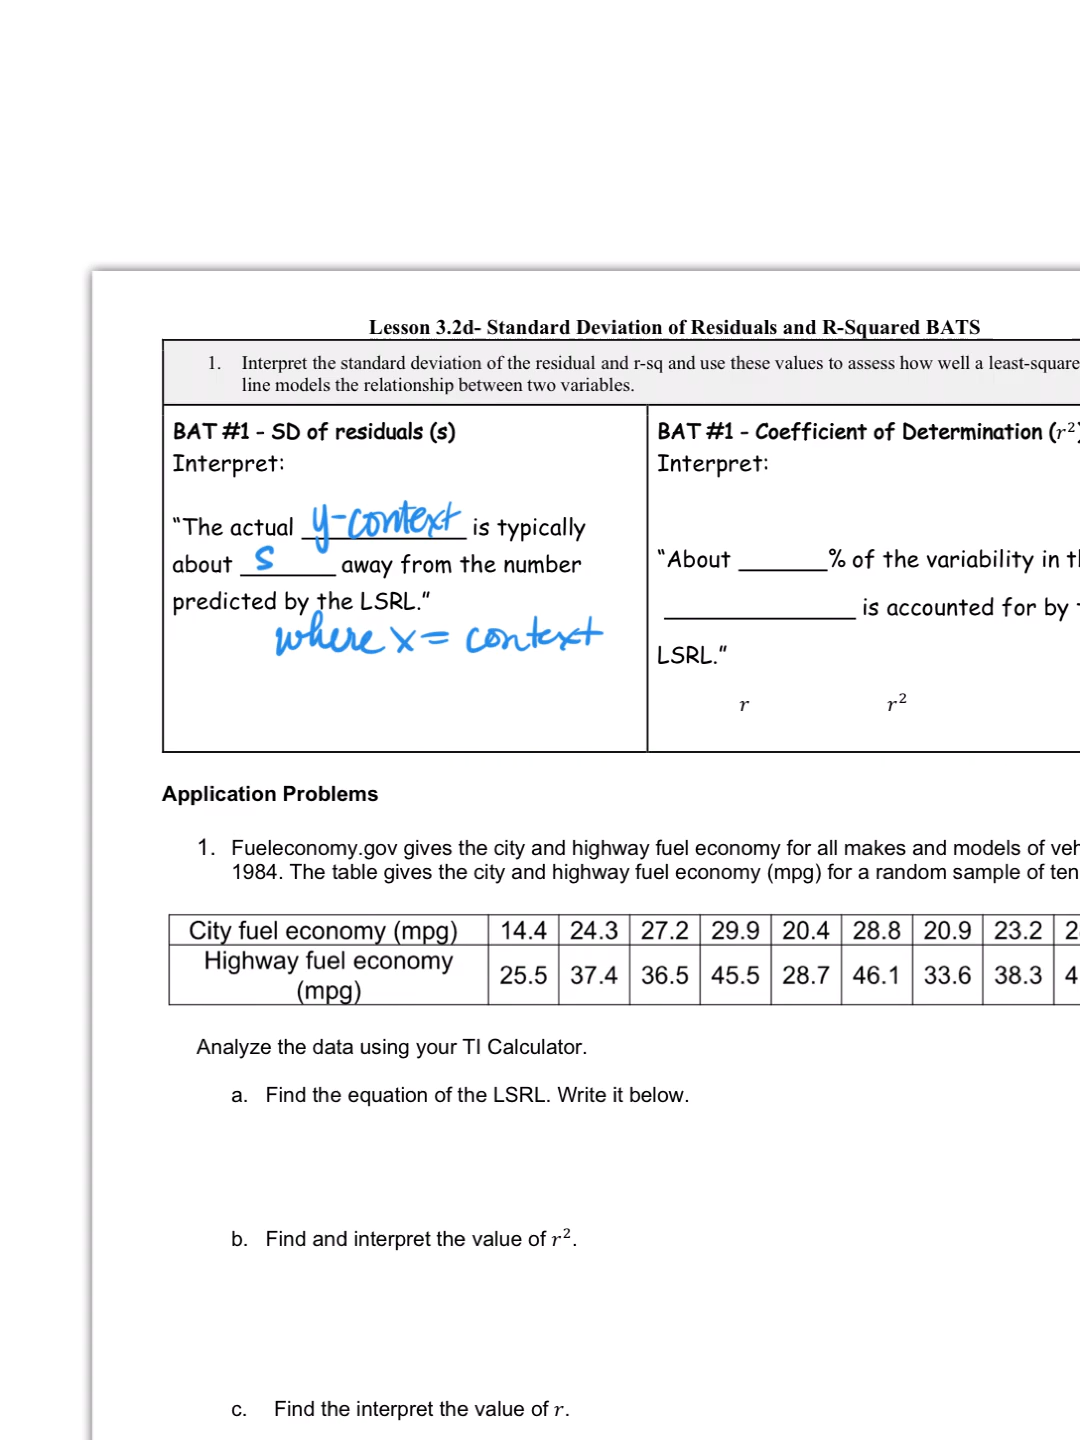 Lesson 3.2d- Standard Deviation of Residuals and R-Squared BATS
1. Interpret the standard deviation of the residual and r-sq and use these values to assess how well a least-square
line models the relationship between two variables.
BAT #1 - SD of residuals (s)
Interpret:
"The actual y-context is typically
about s away from the number
predicted by the LSRL."
where x = context
BAT #1 - Coefficient of Determination (r²)
Interpret:
"About ______% of the variability in
______ is accounted for by
LSRL."
r r²
Application Problems
1. Fueleconomy.gov gives the city and highway fuel economy for all makes and models of
1984. The table gives the city and highway fuel economy (mpg) for a random sample of ten
City fuel economy (mpg) 14.4 24.3 27.2 29.9 20.4 28.8 20.9 23.2
Highway fuel economy
(mpg) 25.5 37.4 36.5 45.5 28.7 46.1 33.6 38.3
Analyze the data using your TI Calculator.
a. Find the equation of the LSRL. Write it below.
b. Find and interpret the value of r².
c. Find the interpret the value of r.